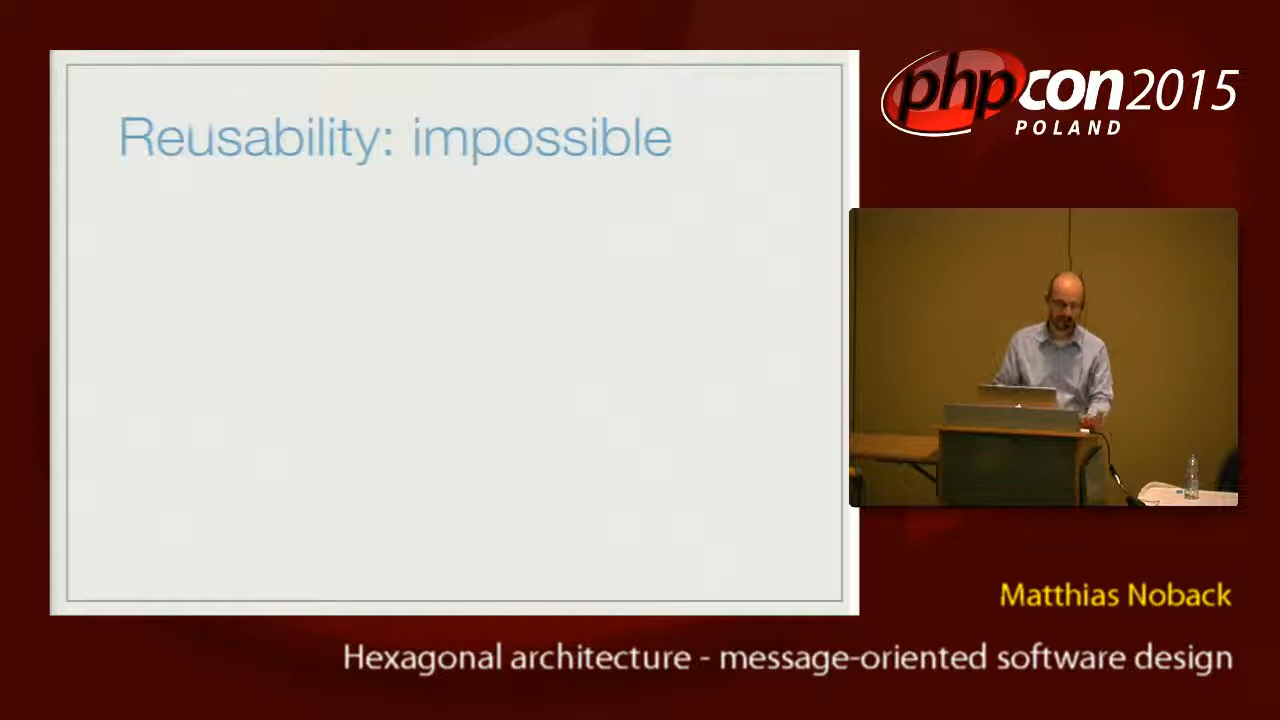 Reusability: impossible
phpcon2015
POLAND
Matthias Noback
Hexagonal architecture - message-oriented software design